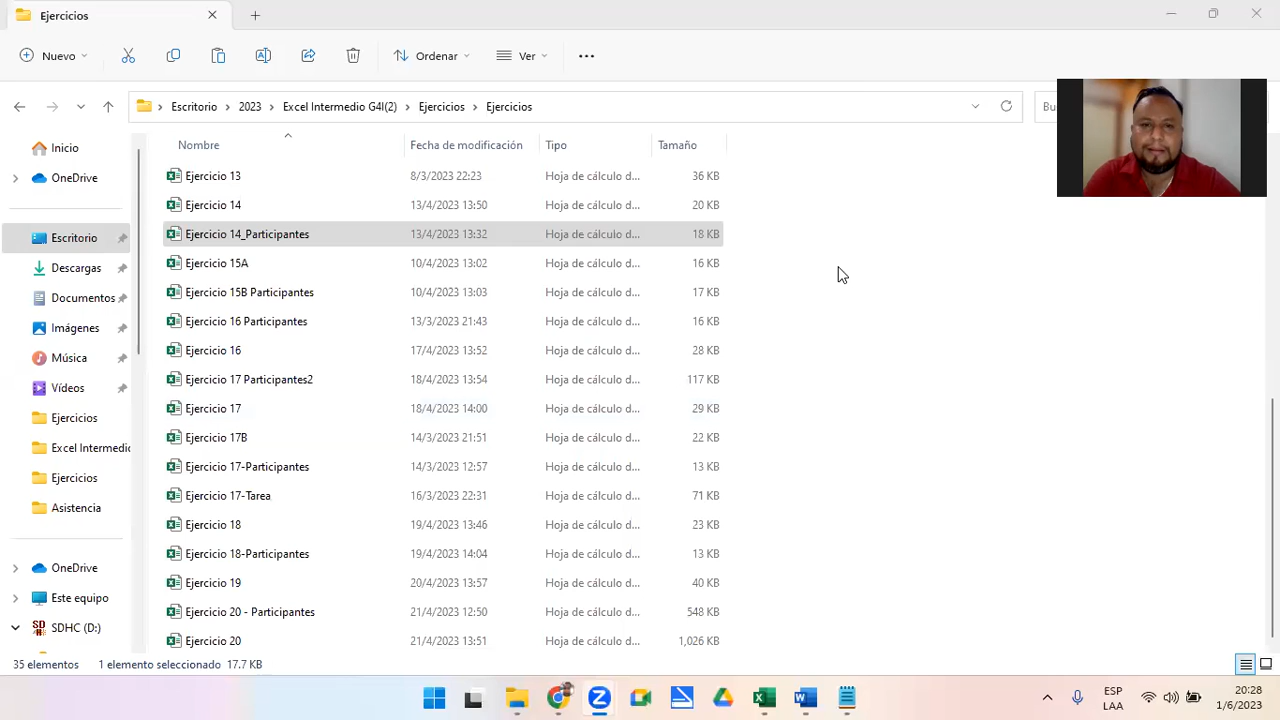 Ejercicios
Nuevo Ordenar Ver
Escritorio > 2023 > Excel Intermedio G4I(2) > Ejercicios > Ejercicios
Nombre Fecha de modificación Tipo Tamaño
Inicio
OneDrive
Escritorio
Descargas
Documentos
Imágenes
Música
Vídeos
Ejercicios
Excel Intermedio
Ejercicios
Asistencia
OneDrive
Este equipo
SDHC (D:)
Ejercicio 13 8/3/2023 22:23 Hoja de cálculo d... 36 KB
Ejercicio 14 13/4/2023 13:50 Hoja de cálculo d... 20 KB
Ejercicio 14_Participantes 13/4/2023 13:32 Hoja de cálculo d... 18 KB
Ejercicio 15A 10/4/2023 13:02 Hoja de cálculo d... 16 KB
Ejercicio 15B Participantes 10/4/2023 13:03 Hoja de cálculo d... 17 KB
Ejercicio 16 Participantes 13/3/2023 21:43 Hoja de cálculo d... 16 KB
Ejercicio 16 17/4/2023 13:52 Hoja de cálculo d... 28 KB
Ejercicio 17 Participantes2 18/4/2023 13:54 Hoja de cálculo d... 117 KB
Ejercicio 17 18/4/2023 14:00 Hoja de cálculo d... 29 KB
Ejercicio 17B 14/3/2023 21:51 Hoja de cálculo d... 22 KB
Ejercicio 17-Participantes 14/3/2023 12:57 Hoja de cálculo d... 13 KB
Ejercicio 17-Tarea 16/3/2023 22:31 Hoja de cálculo d... 71 KB
Ejercicio 18 19/4/2023 13:46 Hoja de cálculo d... 23 KB
Ejercicio 18-Participantes 19/4/2023 14:04 Hoja de cálculo d... 13 KB
Ejercicio 19 20/4/2023 13:57 Hoja de cálculo d... 40 KB
Ejercicio 20 - Participantes 21/4/2023 12:50 Hoja de cálculo d... 548 KB
Ejercicio 20 21/4/2023 13:51 Hoja de cálculo d... 1,026 KB
35 elementos 1 elemento seleccionado 17.7 KB
ESP 20:28
LAA 1/6/2023